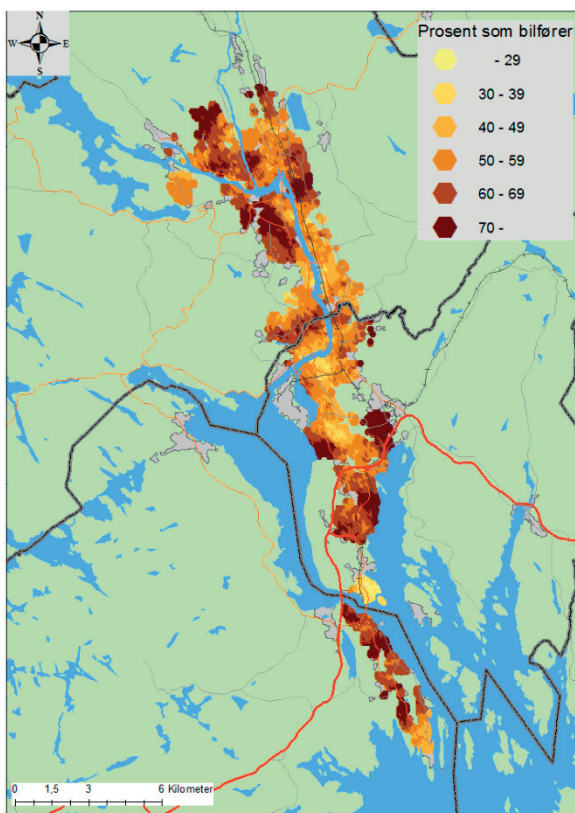 N
W E
S
Prosent som bilfører
- 29
30 - 39
40 - 49
50 - 59
60 - 69
70 -
0 1,5 3 6 Kilometer